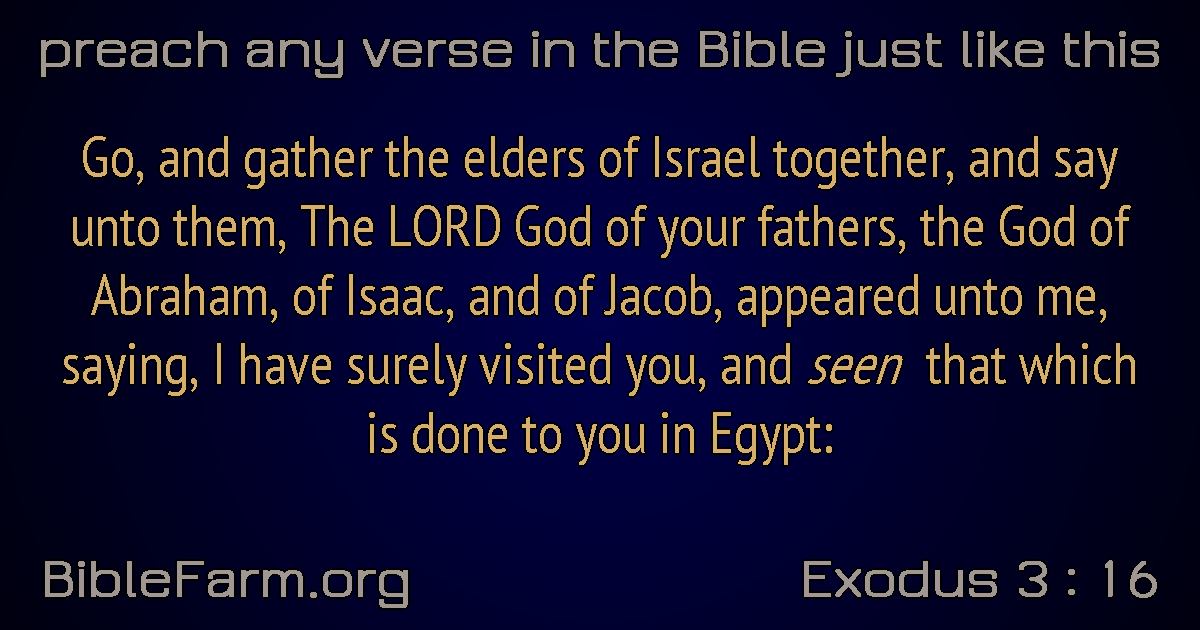 preach any verse in the Bible just like this
Go, and gather the elders of Israel together, and say
unto them, The LORD God of your fathers, the God of
Abraham, of Isaac, and of Jacob, appeared unto me,
saying, I have surely visited you, and seen that which
is done to you in Egypt:
BibleFarm.org
Exodus 3 : 16